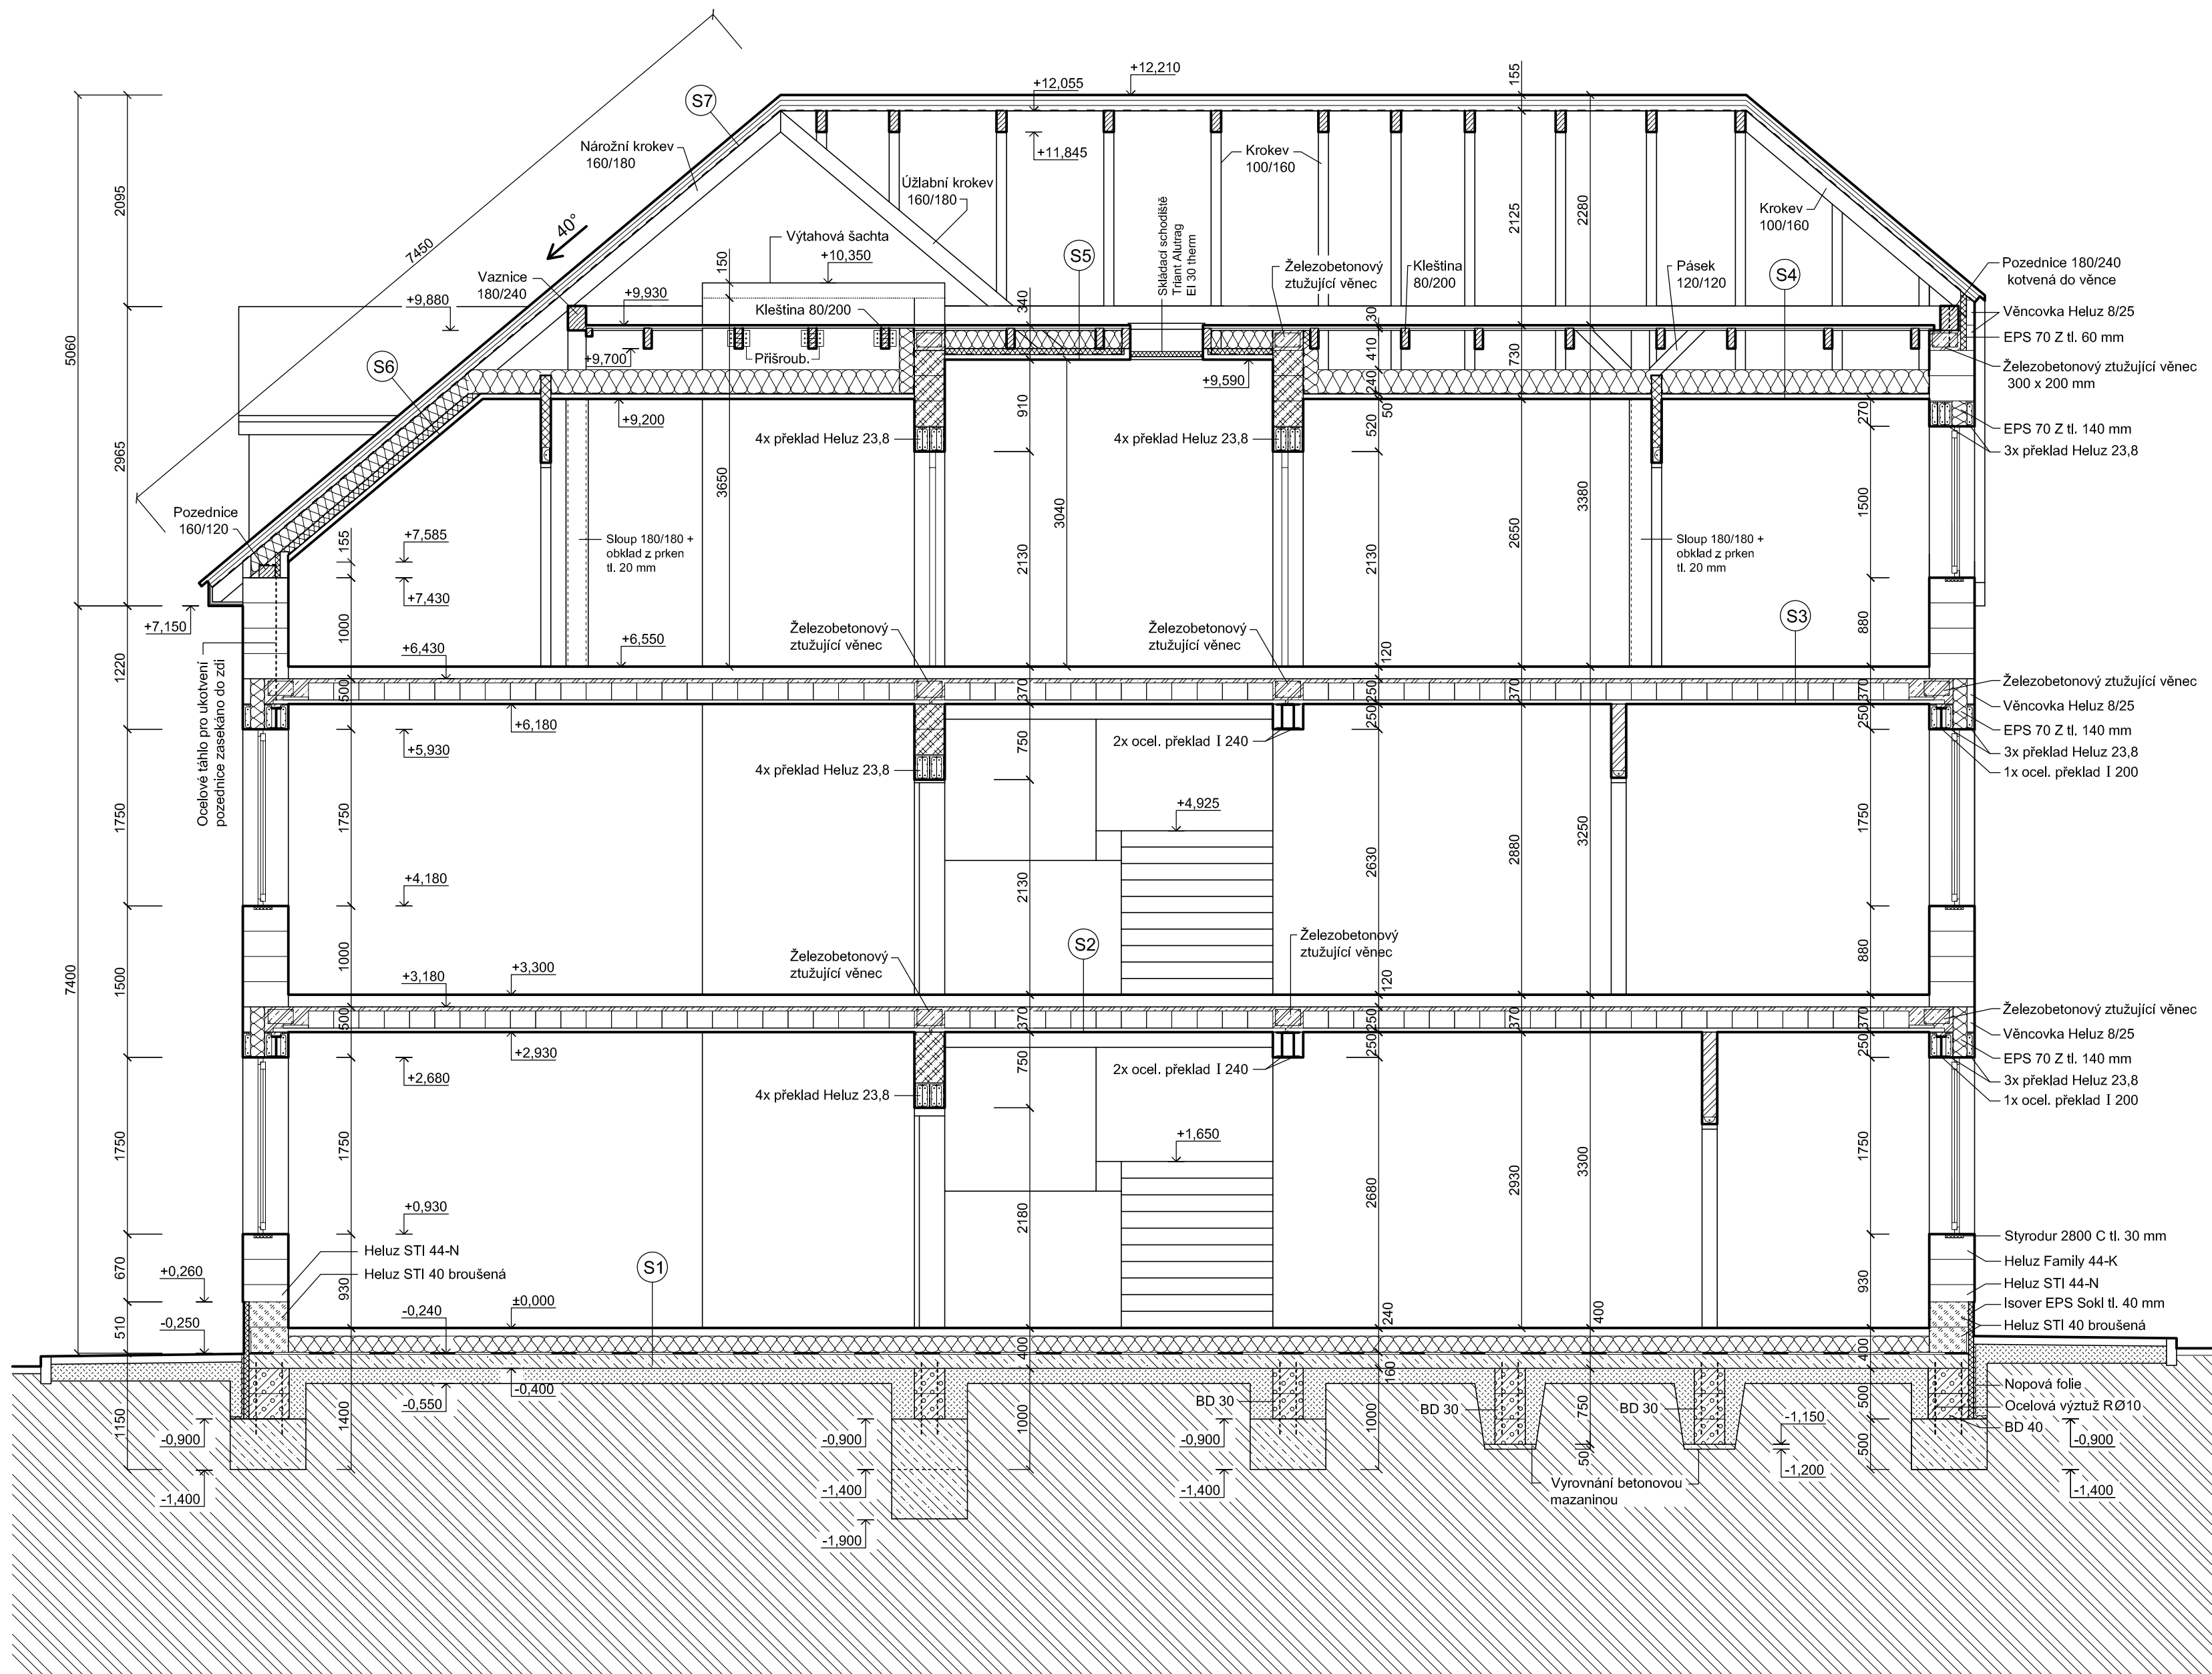 +12,210
+12,055
155
S7
Nárožní krokev
160/180
+11,845
Krokev
100/160
Úžlabní krokev
160/180
2095
2125
2280
Krokev
100/160
40°
7450
Výtahová šachta
+10,350
150
S5
Skládací schodiště
Triant Alutrag
EI 30 therm
Železobetonový
ztužující věnec
Kleština
80/200
Pásek
120/120
S4
Pozednice 180/240
kotvená do věnce
Vaznice
180/240
+9,880
+9,930
Kleština 80/200
340
30
Věncovka Heluz 8/25
EPS 70 Z tl. 60 mm
5060
+9,700
Přišroub.
410
730
S6
+9,590
240
50
Železobetonový ztužující věnec
300 x 200 mm
+9,200
910
520
270
EPS 70 Z tl. 140 mm
3x překlad Heluz 23,8
4x překlad Heluz 23,8
4x překlad Heluz 23,8
2965
3650
3040
3380
1500
Pozednice
160/120
155
+7,585
Sloup 180/180 +
obklad z prken
tl. 20 mm
2130
2130
2650
Sloup 180/180 +
obklad z prken
tl. 20 mm
+7,430
+7,150
1000
+6,550
+6,430
Železobetonový
ztužující věnec
Železobetonový
ztužující věnec
S3
880
120
1220
Ocelové táhlo pro ukotvení
pozednice zasekáno do zdi
500
370
250
370
370
Železobetonový ztužující věnec
Věncovka Heluz 8/25
EPS 70 Z tl. 140 mm
3x překlad Heluz 23,8
1x ocel. překlad I 200
+6,180
+5,930
750
2x ocel. překlad I 240
250
250
4x překlad Heluz 23,8
+4,925
1750
1750
2630
2880
3250
1750
+4,180
2130
7400
1500
1000
+3,300
+3,180
Železobetonový
ztužující věnec
S2
Železobetonový
ztužující věnec
120
880
500
370
250
370
370
Železobetonový ztužující věnec
Věncovka Heluz 8/25
EPS 70 Z tl. 140 mm
3x překlad Heluz 23,8
1x ocel. překlad I 200
+2,930
+2,680
750
2x ocel. překlad I 240
250
250
4x překlad Heluz 23,8
+1,650
1750
1750
2680
2930
3300
1750
+0,930
2180
Heluz STI 44-N
Heluz STI 40 broušená
S1
Styrodur 2800 C tl. 30 mm
Heluz Family 44-K
Heluz STI 44-N
Isover EPS Sokl tl. 40 mm
Heluz STI 40 broušená
670
+0,260
930
±0,000
-0,240
240
400
930
510
-0,250
400
160
400
-0,400
-0,550
BD 30
BD 30
BD 30
Nopová folie
Ocelová výztuž RØ10
BD 40
1150
1400
-0,900
-0,900
1000
-0,900
1000
750
50
-1,150
-1,200
500
500
-0,900
-1,400
-1,400
-1,400
Vyrovnání betonovou
mazaninou
-1,400
-1,900